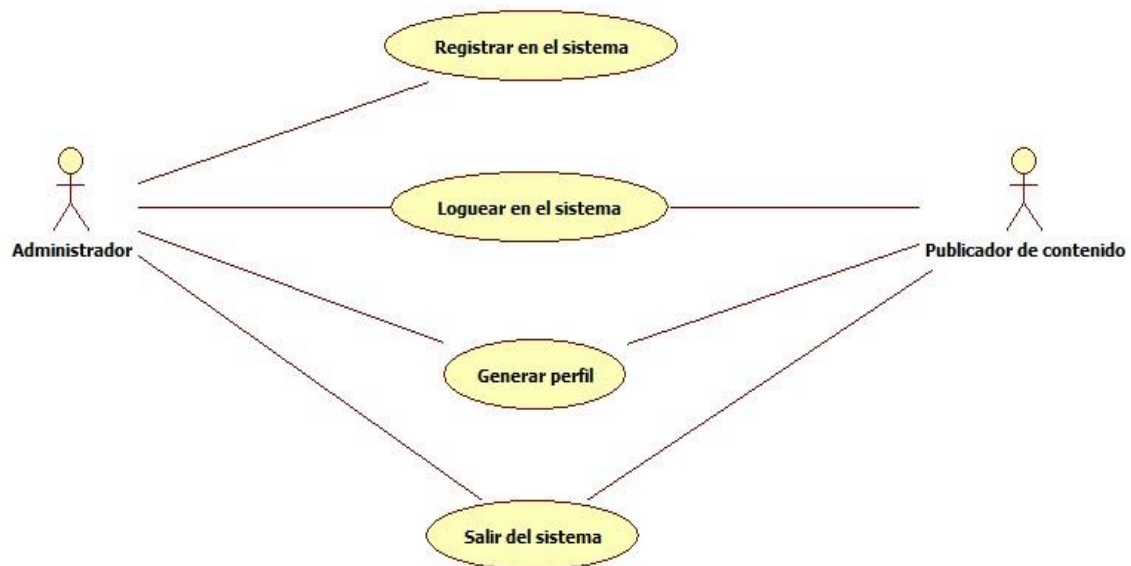 Registrar en el sistema
Loguear en el sistema
Administrador
Publicador de contenido
Generar perfil
Salir del sistema